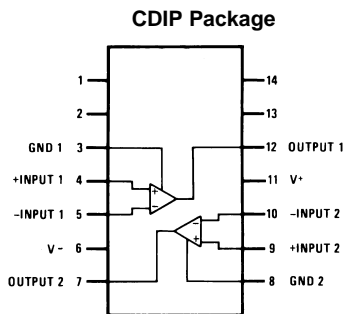 CDIP Package
1 14
2 13
GND 1 3 12 OUTPUT 1
+INPUT 1 4 11 V+
−INPUT 1 5 10 −INPUT 2
V− 6 9 +INPUT 2
OUTPUT 2 7 8 GND 2
+
−
−
+